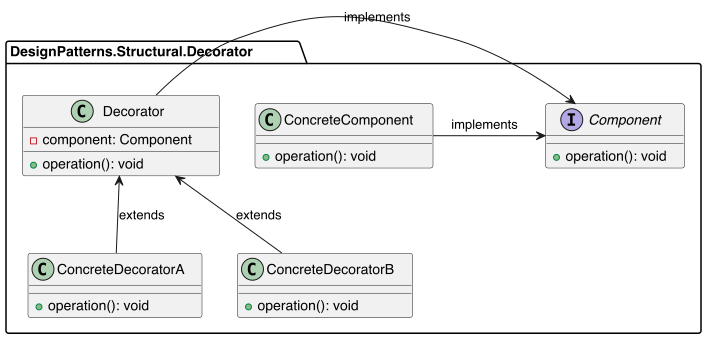 implements
DesignPatterns.Structural.Decorator
C Decorator
component: Component
operation(): void
C ConcreteComponent
operation(): void
implements
I Component
operation(): void
extends
extends
C ConcreteDecoratorA
operation(): void
C ConcreteDecoratorB
operation(): void